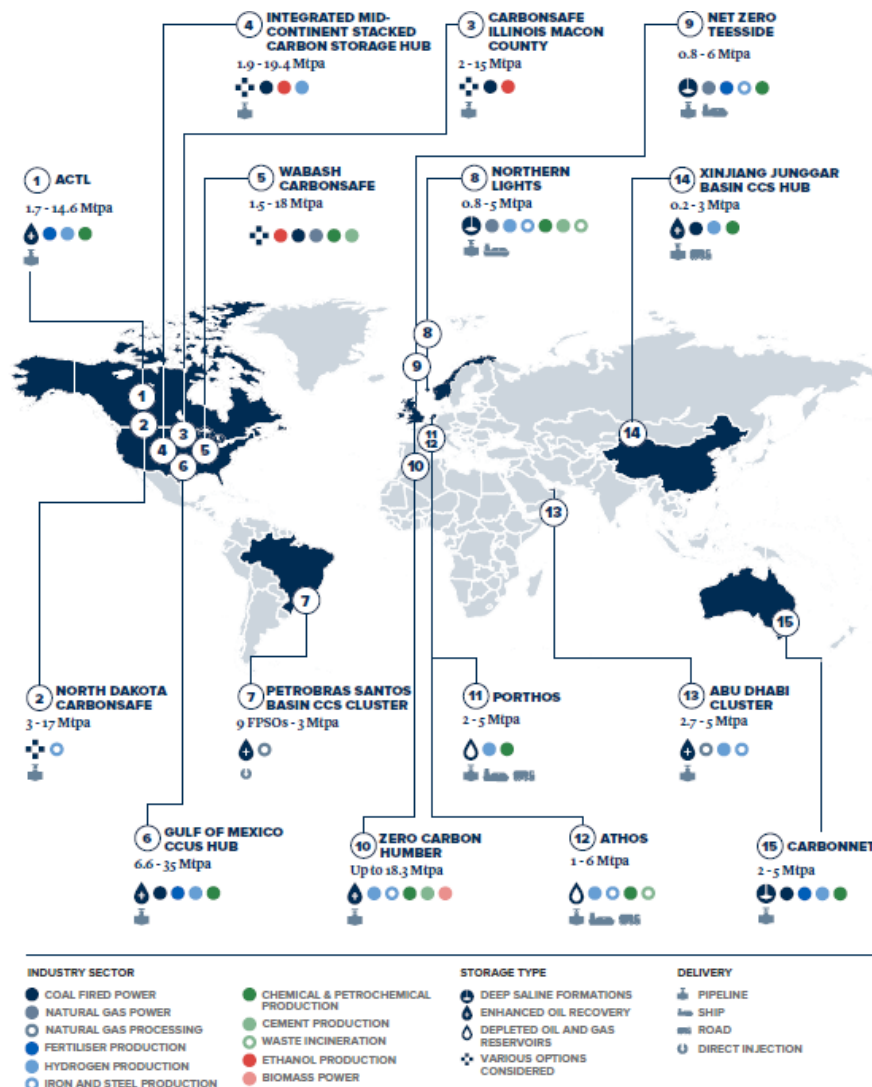 4 INTEGRATED MID-
CONTINENT STACKED
CARBON STORAGE HUB
1.9 - 19.4 Mtpa
3 CARBONSAFE
ILLINOIS MACON
COUNTY
2 - 15 Mtpa
9 NET ZERO
TEESSIDE
0.8 - 6 Mtpa
1 ACTL
1.7 - 14.6 Mtpa
5 WABASH
CARBONSAFE
1.5 - 18 Mtpa
8 NORTHERN
LIGHTS
0.8 - 5 Mtpa
14 XINJIANG JUNGGAR
BASIN CCS HUB
0.2 - 3 Mtpa
8
9
1
2
3
4
5
6
11
12
10
14
13
7
15
2 NORTH DAKOTA
CARBONSAFE
3 - 17 Mtpa
7 PETROBRAS SANTOS
BASIN CCS CLUSTER
9 FPSOs - 3 Mtpa
11 PORTHOS
2 - 5 Mtpa
13 ABU DHABI
CLUSTER
2.7 - 5 Mtpa
6 GULF OF MEXICO
CCUS HUB
6.6 - 35 Mtpa
10 ZERO CARBON
HUMBER
Up to 18.3 Mtpa
12 ATHOS
1 - 6 Mtpa
15 CARBONNET
2 - 5 Mtpa
INDUSTRY SECTOR
COAL FIRED POWER
NATURAL GAS POWER
NATURAL GAS PROCESSING
FERTILISER PRODUCTION
HYDROGEN PRODUCTION
IRON AND STEEL PRODUCTION
CHEMICAL & PETROCHEMICAL
PRODUCTION
CEMENT PRODUCTION
WASTE INCINERATION
ETHANOL PRODUCTION
BIOMASS POWER
STORAGE TYPE
DEEP SALINE FORMATIONS
ENHANCED OIL RECOVERY
DEPLETED OIL AND GAS
RESERVOIRS
VARIOUS OPTIONS
CONSIDERED
DELIVERY
PIPELINE
SHIP
ROAD
DIRECT INJECTION